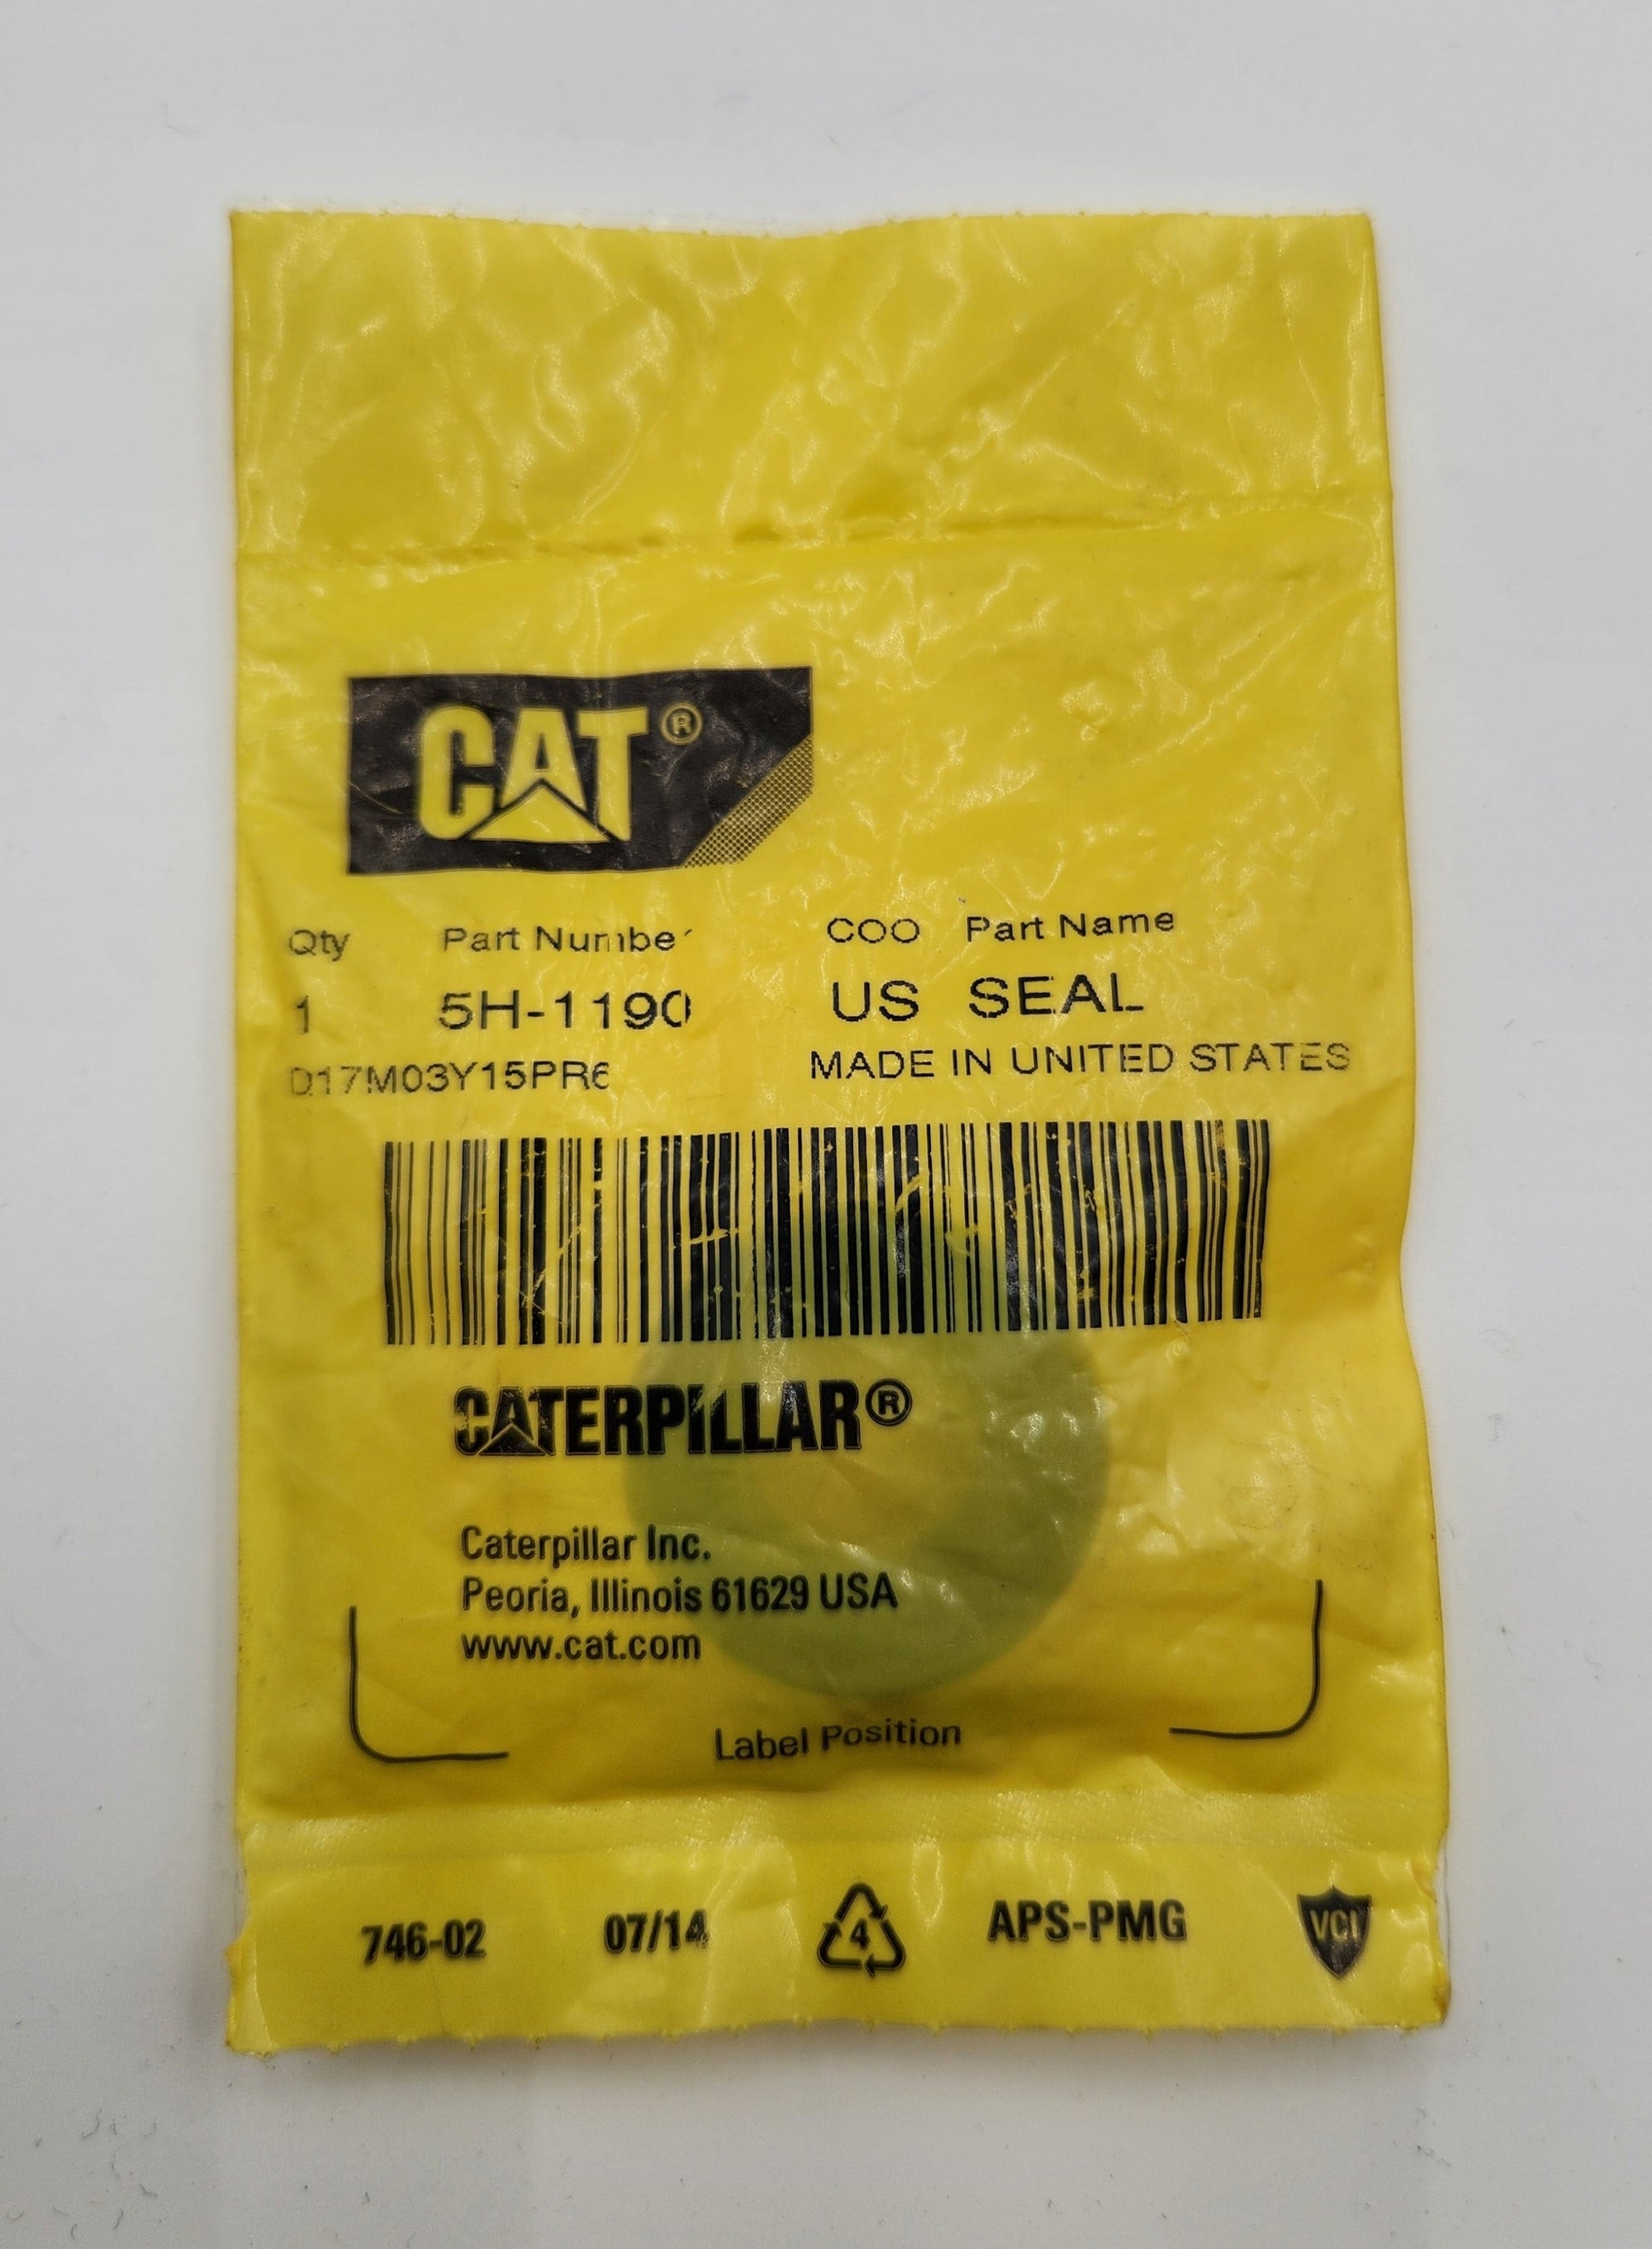 CAT®
Qty Part Number COO Part Name
1 5H-1190 US SEAL
D17M03Y15PR6 MADE IN UNITED STATES
CATERPILLAR®
Caterpillar Inc.
Peoria, Illinois 61629 USA
www.cat.com
Label Position
746-02 07/14 4 APS-PMG VCI